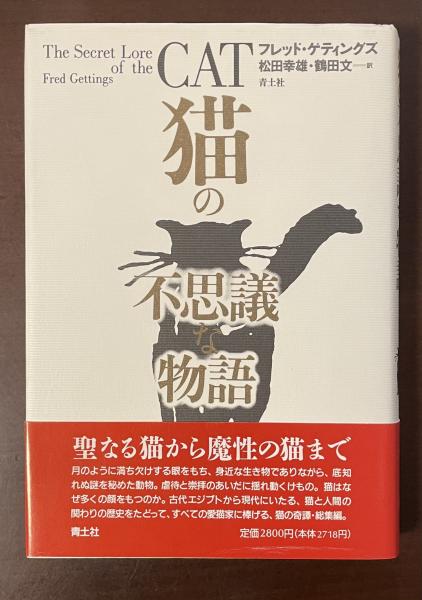 The Secret Lore
of the
Fred Gettings
CAT
フレッド・ゲティングズ
松田幸雄・鶴田文──訳
青土社
猫の
不思議
な
物語
聖なる猫から魔性の猫まで
月のように満ち欠けする眼をもち、身近な生き物でありながら、底知
れぬ謎を秘めた動物。虐待と崇拝のあいだに揺れ動くけもの。猫はな
ぜ多くの顔をもつのか。古代エジプトから現代にいたる、猫と人間の
関わりの歴史をたどって、すべての愛猫家に捧げる、猫の奇譚・総集編。
青土社
定価2800円(本体2718円)